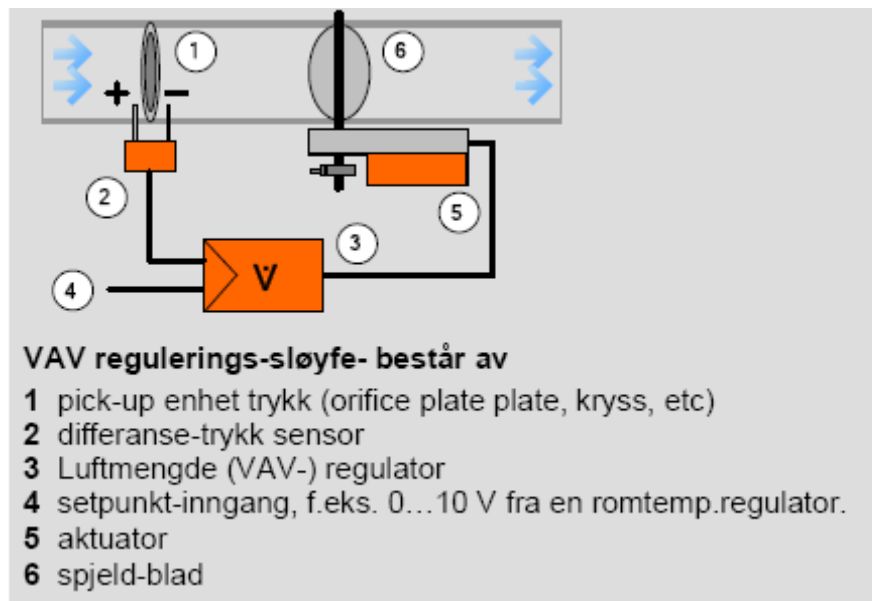 1
6
+
−
2
5
3
4
V̇
VAV regulerings-sløyfe- består av
1 pick-up enhet trykk (orifice plate plate, kryss, etc)
2 differanse-trykk sensor
3 Luftmengde (VAV-) regulator
4 setpunkt-inngang, f.eks. 0...10 V fra en romtemp.regulator.
5 aktuator
6 spjeld-blad